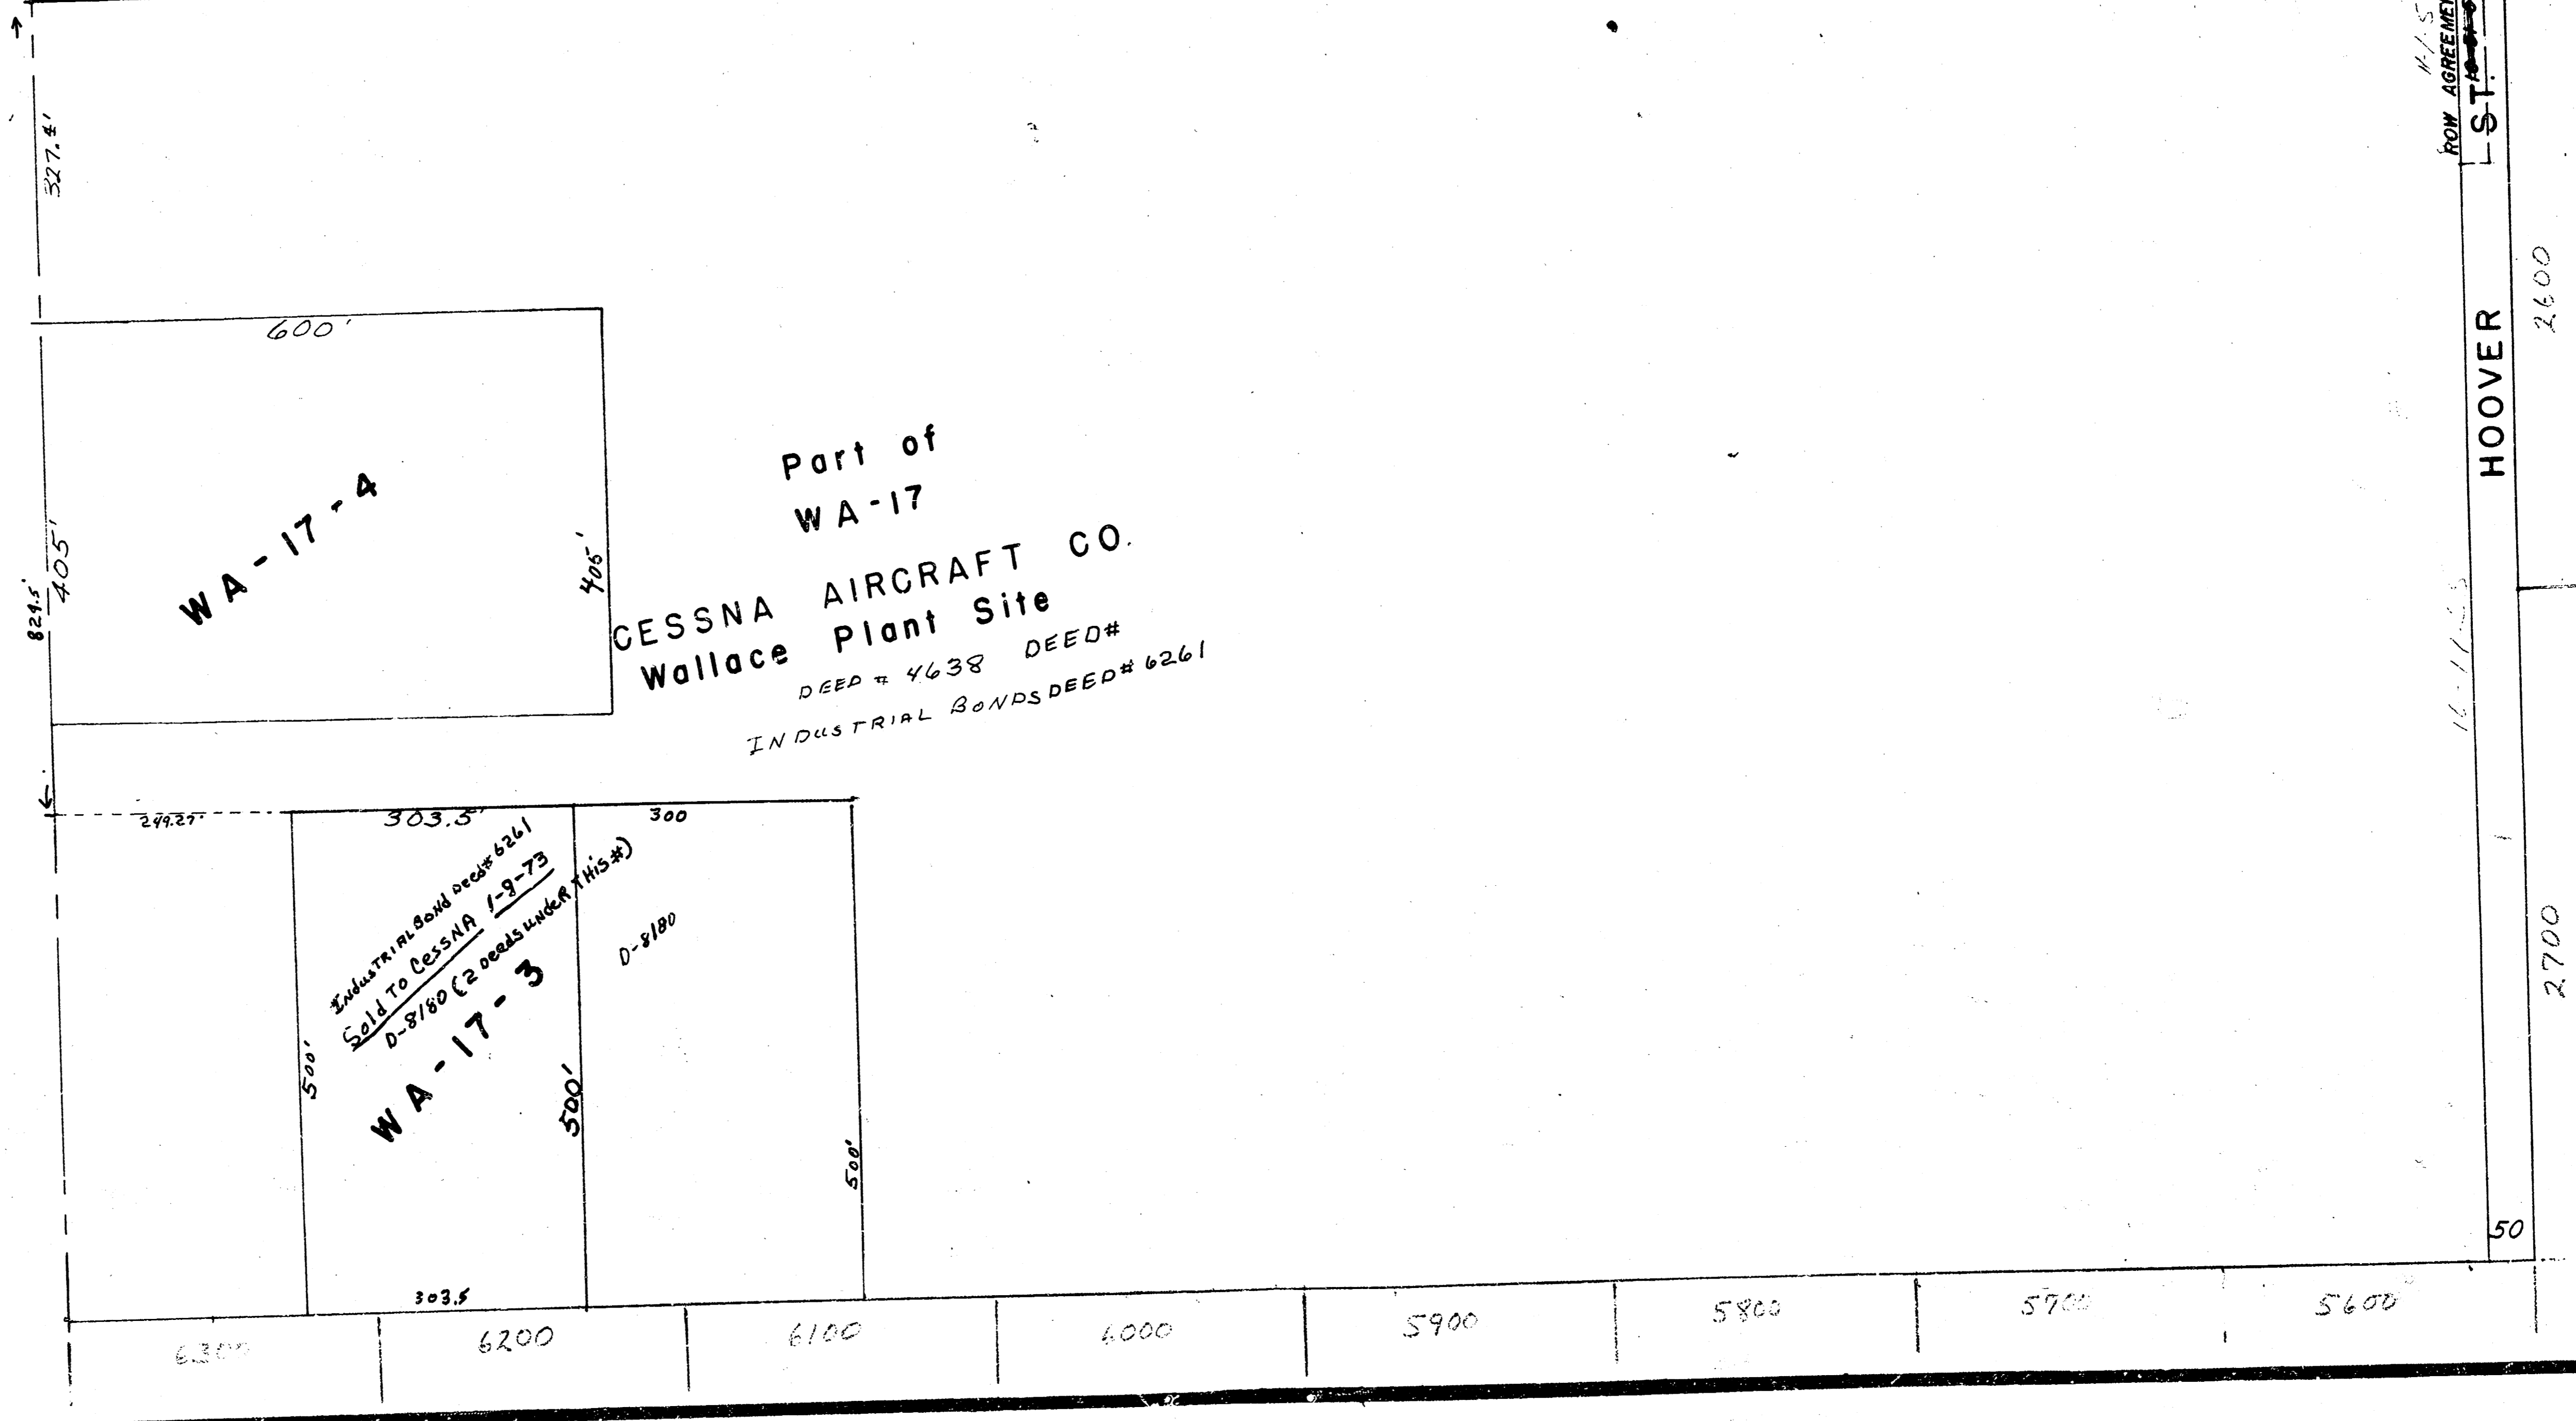 ROW AGREEMEN
ST.
HOOVER
2600
2700
327.4'
600'
WA-17-4
405'
405'
829.5'
Part of
WA-17
CESSNA AIRCRAFT CO.
Wallace Plant Site
DEED # 4638 DEED#
INDUSTRIAL BONDS DEED# 6261
249.27'
303.5'
300
INDUSTRIAL BOND DEED# 6261
Sold TO CESSNA 1-8-73
D-8180 (2 DEEDS UNDER THIS #)
WA-17-3
D-8180
500'
500'
500'
303.5
50
6300
6200
6100
6000
5900
5800
5700
5600